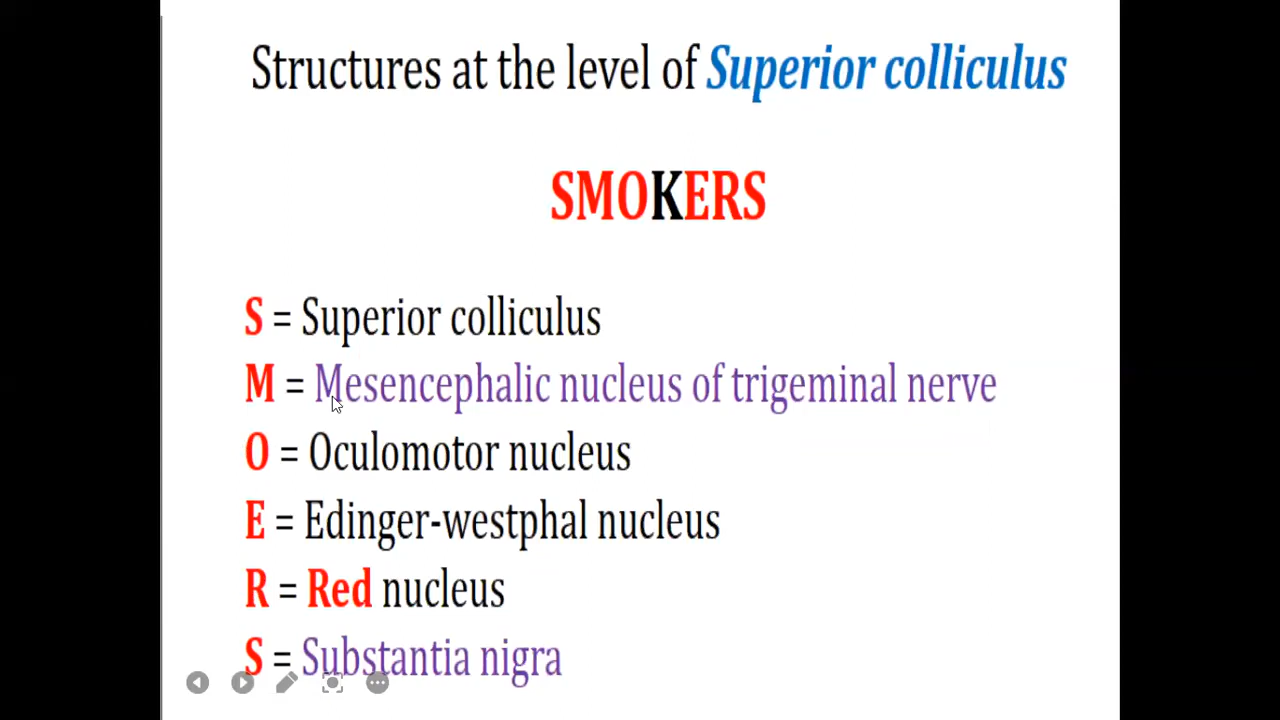 Structures at the level of Superior colliculus
SMOKERS
S = Superior colliculus
M = Mesencephalic nucleus of trigeminal nerve
O = Oculomotor nucleus
E = Edinger-westphal nucleus
R = Red nucleus
S = Substantia nigra